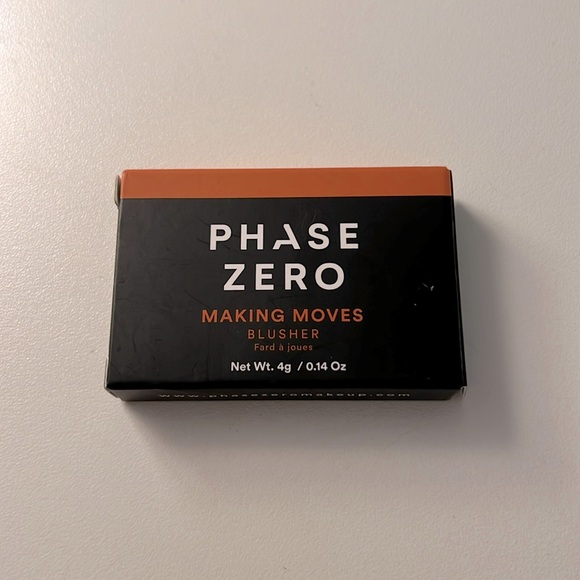 PHASE
ZERO
MAKING MOVES
BLUSHER
Fard à joues
Net Wt. 4g / 0.14 Oz
www.phasezeromakeup.com